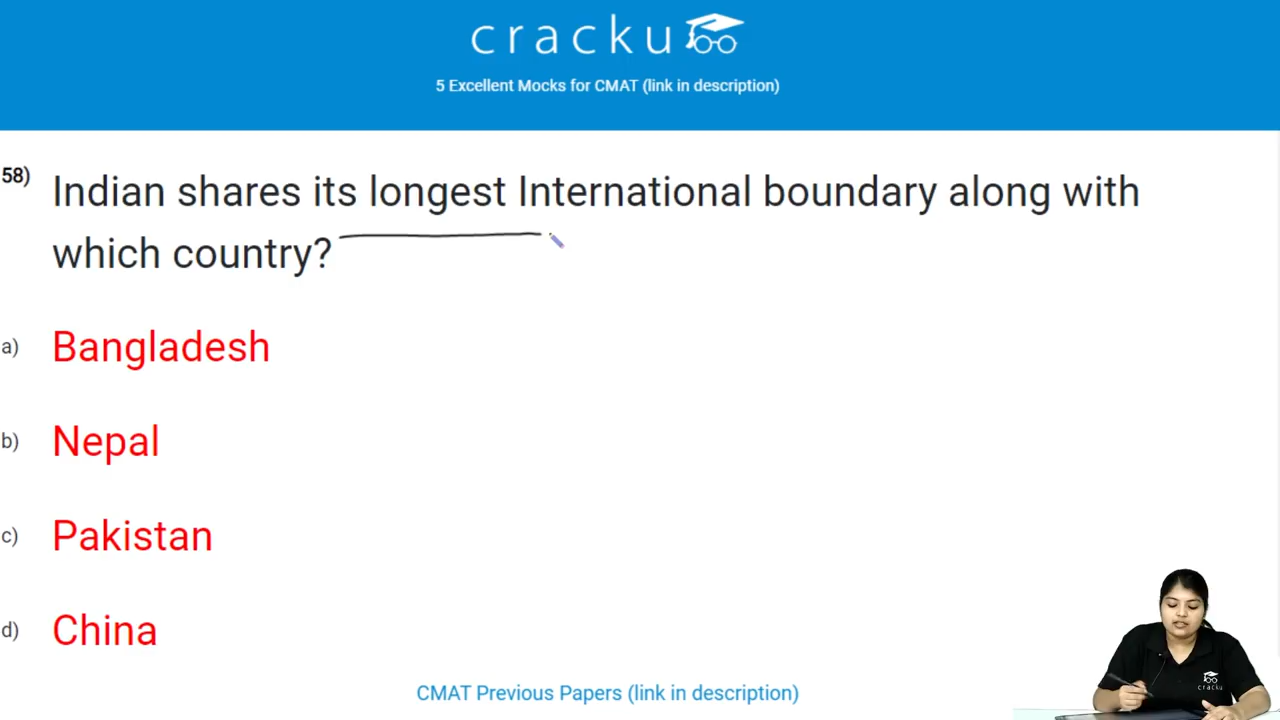 cracku
5 Excellent Mocks for CMAT (link in description)
58)
Indian shares its longest International boundary along with
which country?
a) Bangladesh
b) Nepal
c) Pakistan
d) China
cracku
CMAT Previous Papers (link in description)